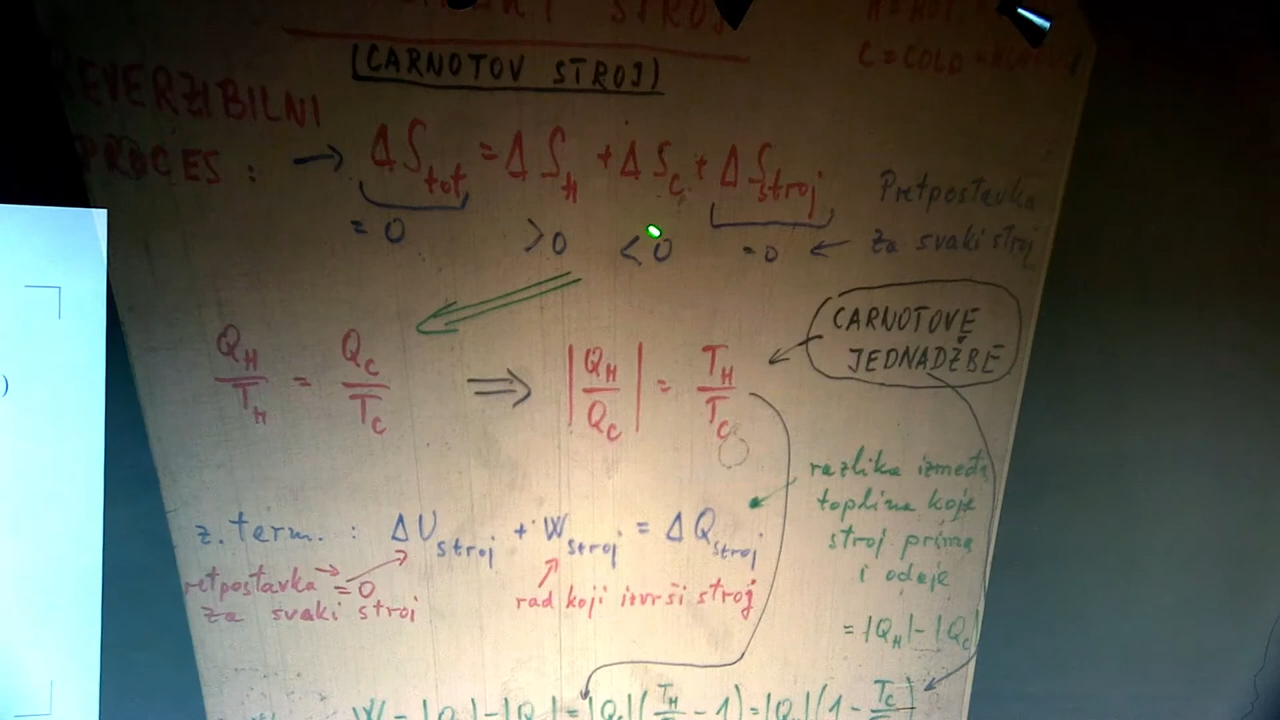 STROJ
(CARNOTOV STROJ)
C = COLD
REVERZIBILNI
PROCES : → ΔS_tot = ΔS_H + ΔS_C + ΔS_stroj
= 0 > 0 < 0 = 0 ← Pretpostavka
za svaki stroj
Q_H/T_H = Q_C/T_C ⟹ |Q_H/Q_C| = T_H/T_C
CARNOTOVE
JEDNADŽBE
razlika između
toplina koje
stroj prima
i odaje
= |Q_H| - |Q_C|
z. term. : ΔU_stroj + W_stroj = ΔQ_stroj
pretpostavka → = 0
za svaki stroj
rad koji izvrši stroj